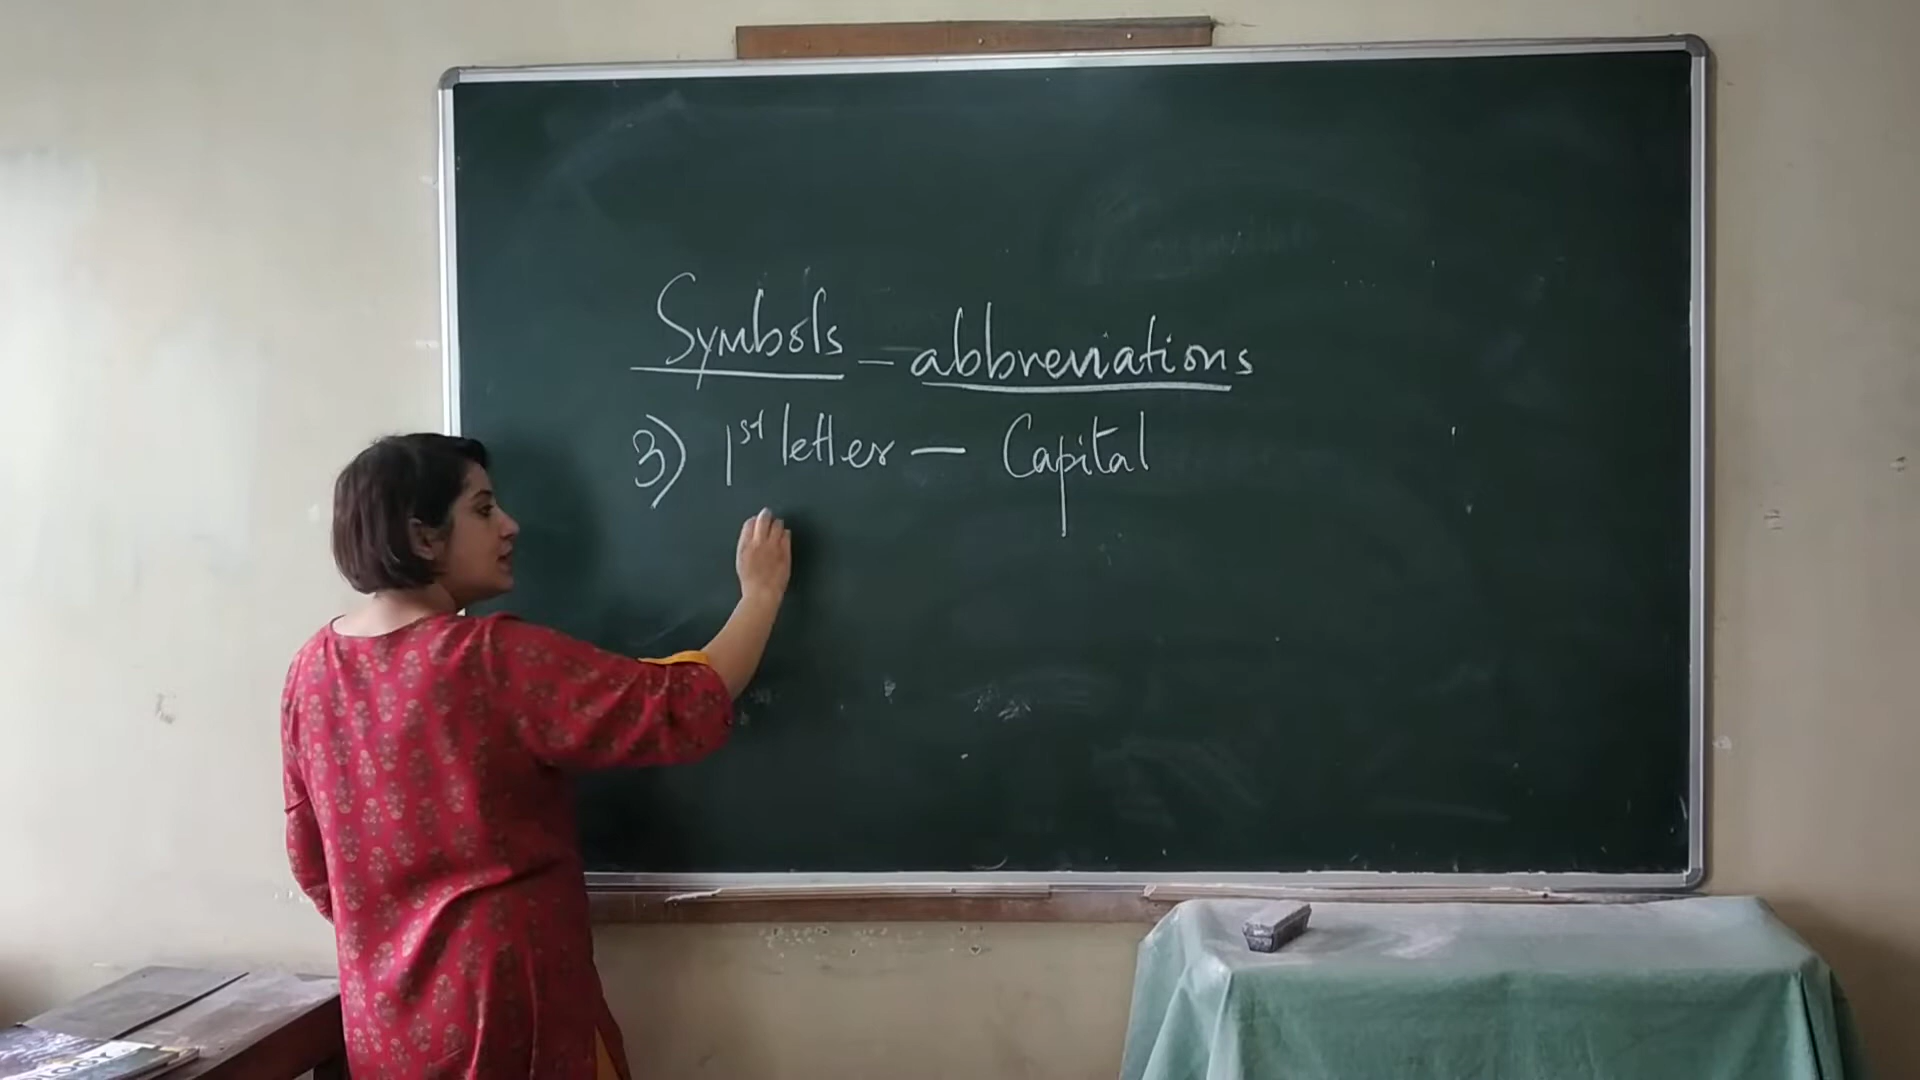 Symbols - abbreviations
3) 1st letter - Capital